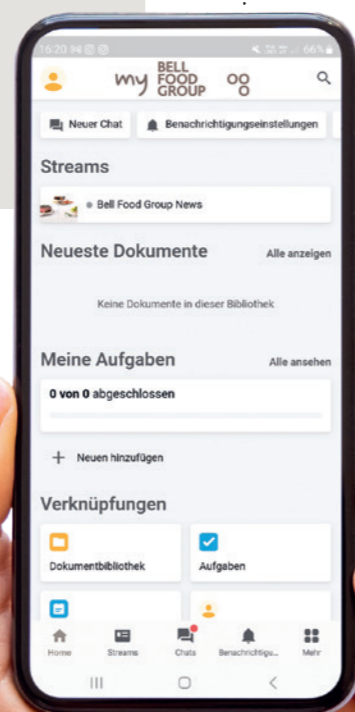 16:20
66%
my BELL
FOOD
GROUP
Neuer Chat
Benachrichtigungseinstellungen
Streams
Bell Food Group News
Neueste Dokumente
Alle anzeigen
Keine Dokumente in dieser Bibliothek
Meine Aufgaben
Alle ansehen
0 von 0 abgeschlossen
+ Neuen hinzufügen
Verknüpfungen
Dokumentbibliothek
Aufgaben
Home
Streams
Chats
Benachrichtigu...
Mehr